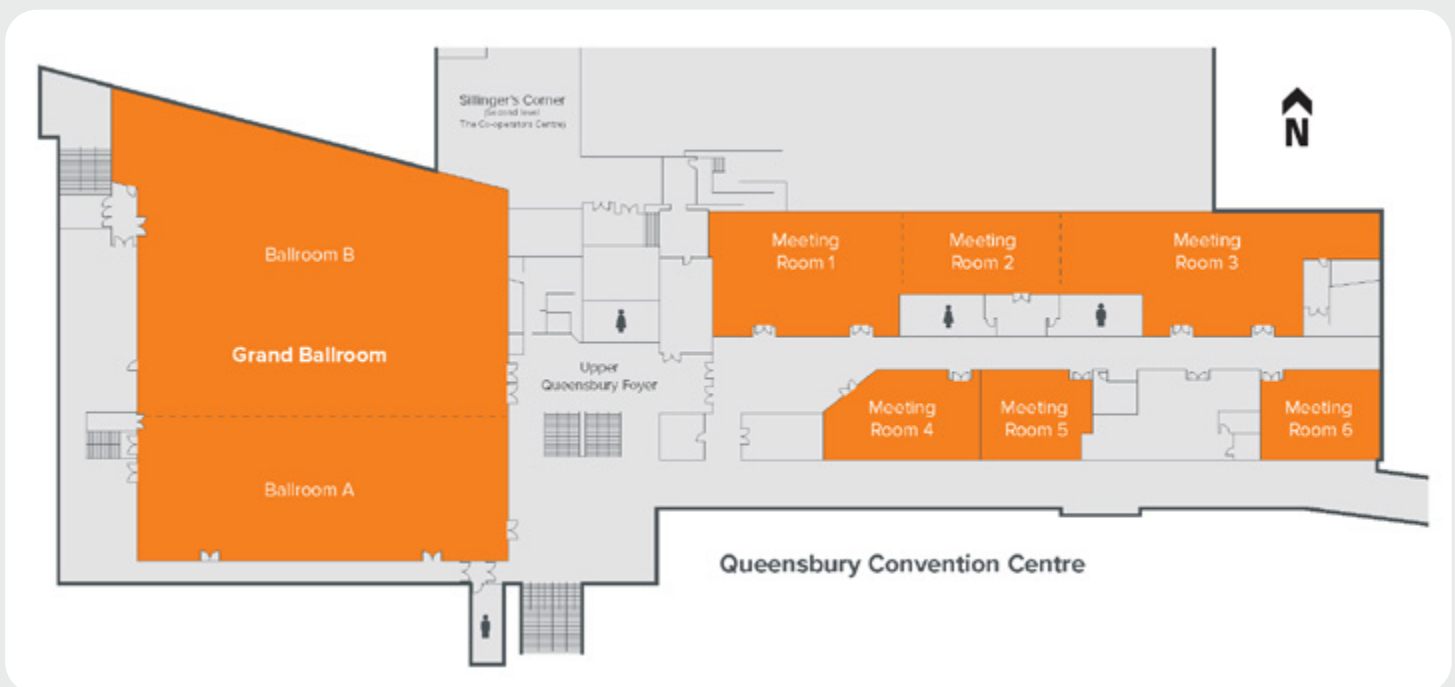 Sillinger's Corner
(Second level
The Co-operators Centre)
N
Ballroom B
Meeting
Room 1
Meeting
Room 2
Meeting
Room 3
Grand Ballroom
Upper
Queensbury Foyer
Meeting
Room 4
Meeting
Room 5
Meeting
Room 6
Ballroom A
Queensbury Convention Centre